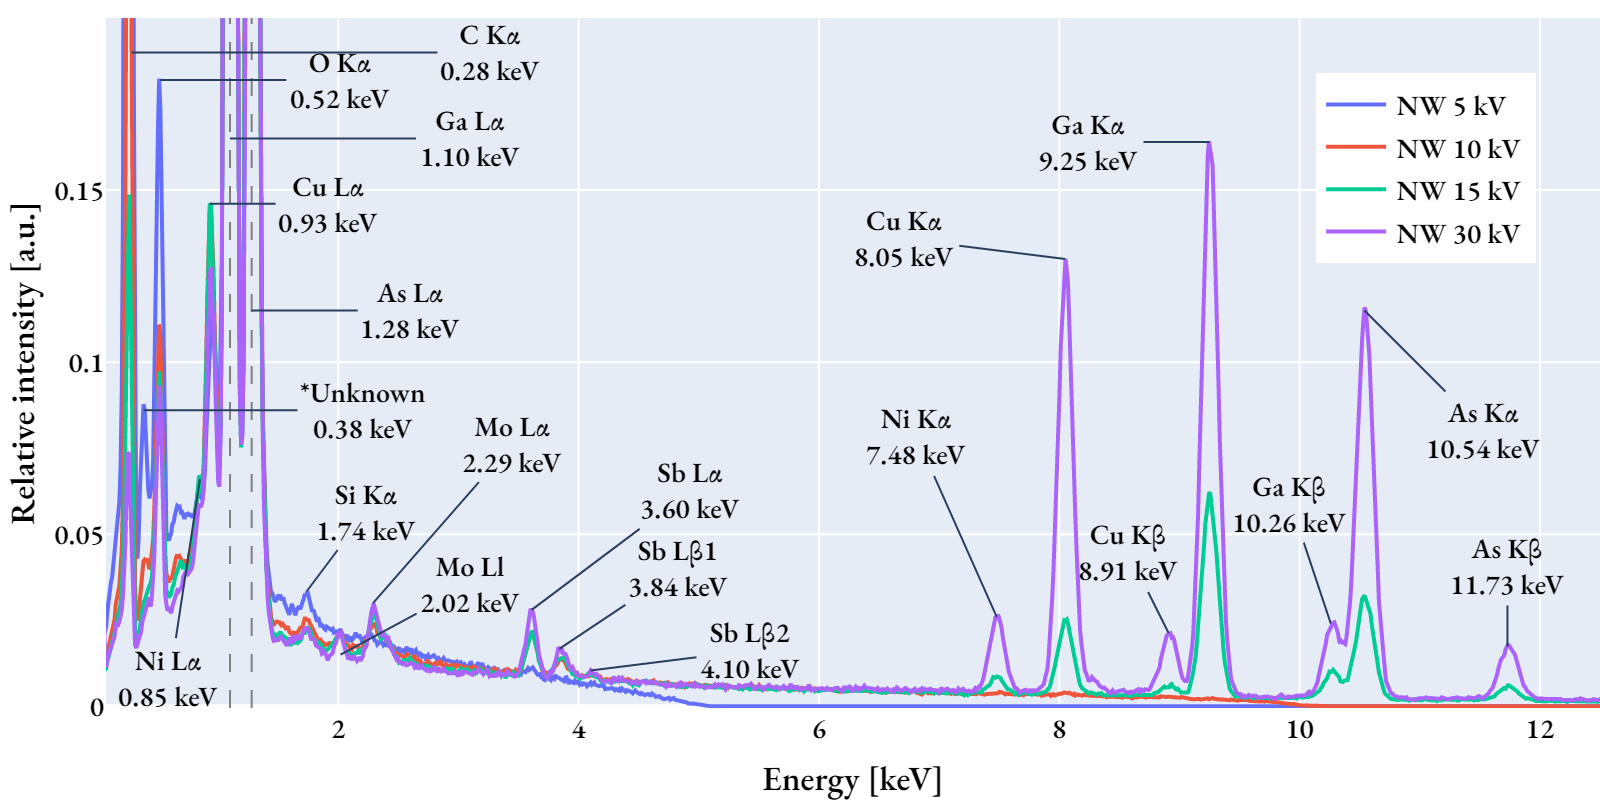 C Kα
0.28 keV
O Kα
0.52 keV
Ga Lα
1.10 keV
Cu Lα
0.93 keV
As Lα
1.28 keV
*Unknown
0.38 keV
Si Kα
1.74 keV
Mo Lα
2.29 keV
Mo Ll
2.02 keV
Ni Lα
0.85 keV
Sb Lα
3.60 keV
Sb Lβ1
3.84 keV
Sb Lβ2
4.10 keV
Ni Kα
7.48 keV
Cu Kα
8.05 keV
Cu Kβ
8.91 keV
Ga Kα
9.25 keV
Ga Kβ
10.26 keV
As Kα
10.54 keV
As Kβ
11.73 keV
NW 5 kV
NW 10 kV
NW 15 kV
NW 30 kV
0.15
0.1
0.05
0
Relative intensity [a.u.]
2 4 6 8 10 12
Energy [keV]